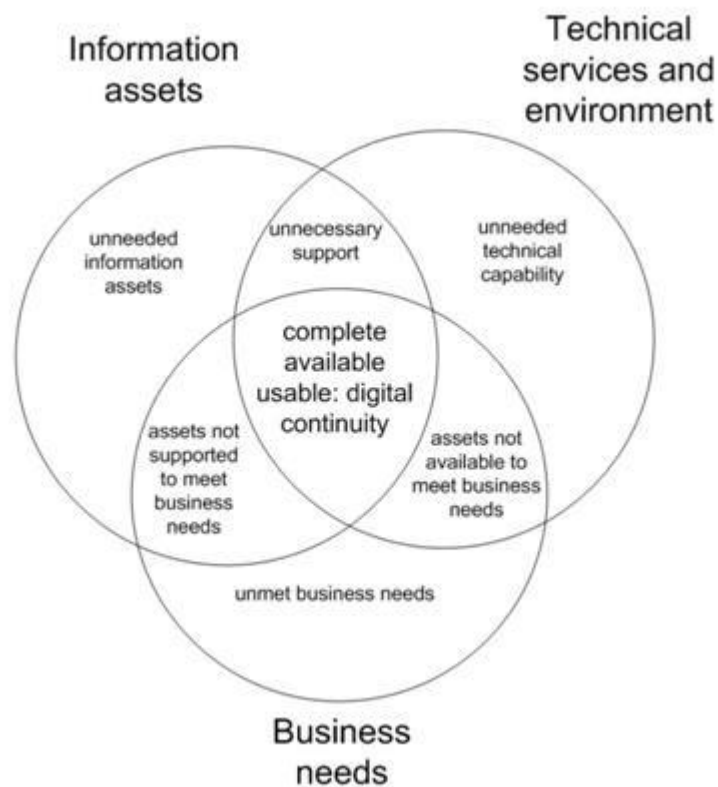 Information
assets
Technical
services and
environment
unneeded
information
assets
unnecessary
support
unneeded
technical
capability
complete
available
usable: digital
continuity
assets not
supported
to meet
business
needs
assets not
available to
meet business
needs
unmet business needs
Business
needs